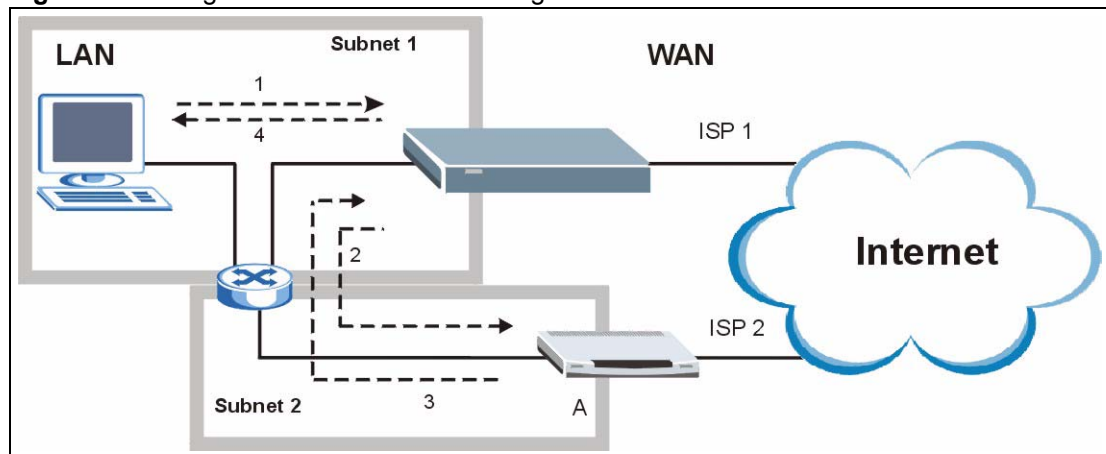 Subnet 1
LAN
WAN
1
4
ISP 1
2
Internet
ISP 2
3
Subnet 2
A